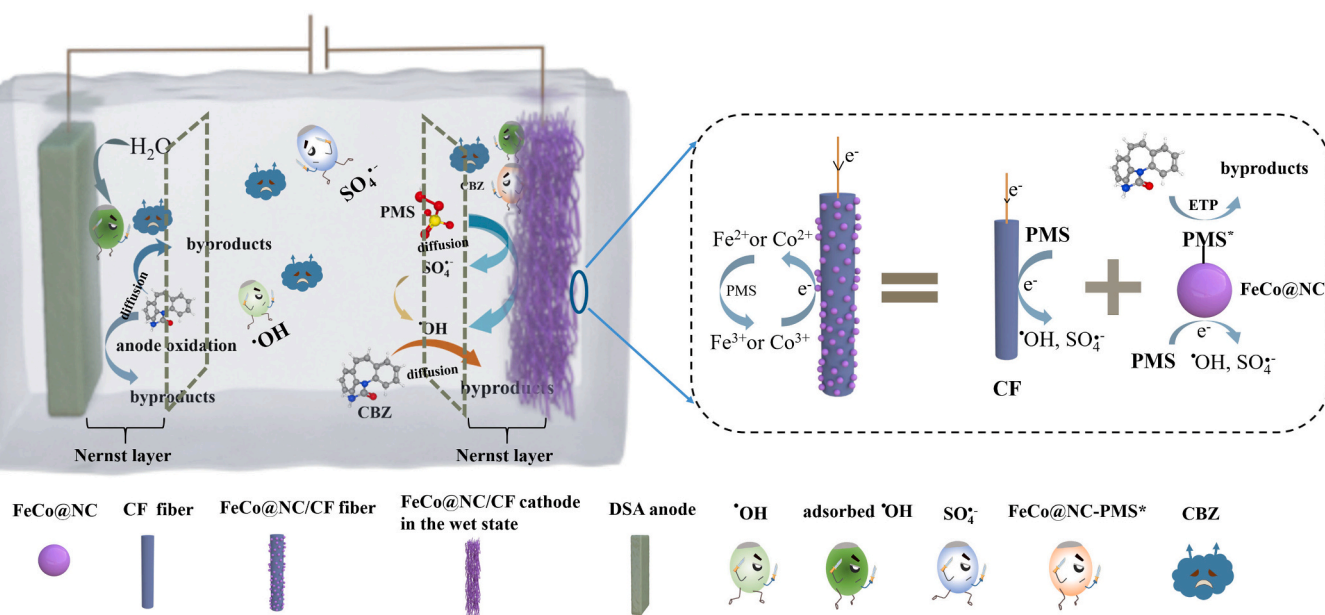 H₂O
SO₄•⁻
CBZ
PMS
diffusion
SO₄•⁻
byproducts
diffusion
anode oxidation
•OH
•OH
diffusion
byproducts
byproducts
CBZ
Nernst layer
Nernst layer
e⁻
Fe²⁺or Co²⁺
PMS
e⁻
Fe³⁺or Co³⁺
e⁻
PMS
e⁻
•OH, SO₄•⁻
CF
byproducts
ETP
PMS*
FeCo@NC
e⁻
PMS
•OH, SO₄•⁻
FeCo@NC
CF fiber
FeCo@NC/CF fiber
FeCo@NC/CF cathode
in the wet state
DSA anode
•OH
adsorbed •OH
SO₄•⁻
FeCo@NC-PMS*
CBZ